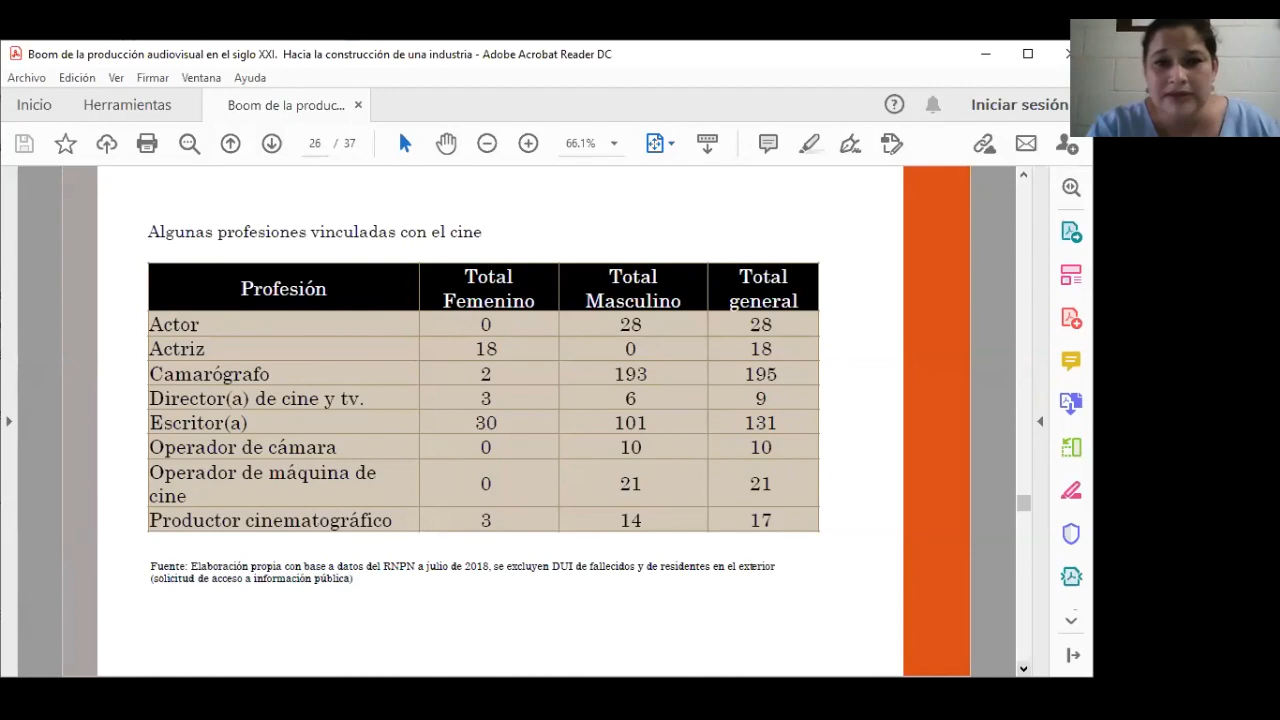 Boom de la producción audiovisual en el siglo XXI. Hacia la construcción de una industria - Adobe Acrobat Reader DC
Archivo Edición Ver Firmar Ventana Ayuda
Inicio Herramientas Boom de la produc... Iniciar sesión
26 / 37 66.1%
Algunas profesiones vinculadas con el cine
Profesión Total Femenino Total Masculino Total general
Actor 0 28 28
Actriz 18 0 18
Camarógrafo 2 193 195
Director(a) de cine y tv. 3 6 9
Escritor(a) 30 101 131
Operador de cámara 0 10 10
Operador de máquina de cine 0 21 21
Productor cinematográfico 3 14 17
Fuente: Elaboración propia con base a datos del RNPN a julio de 2018, se excluyen DUI de fallecidos y de residentes en el exterior
(solicitud de acceso a información pública)